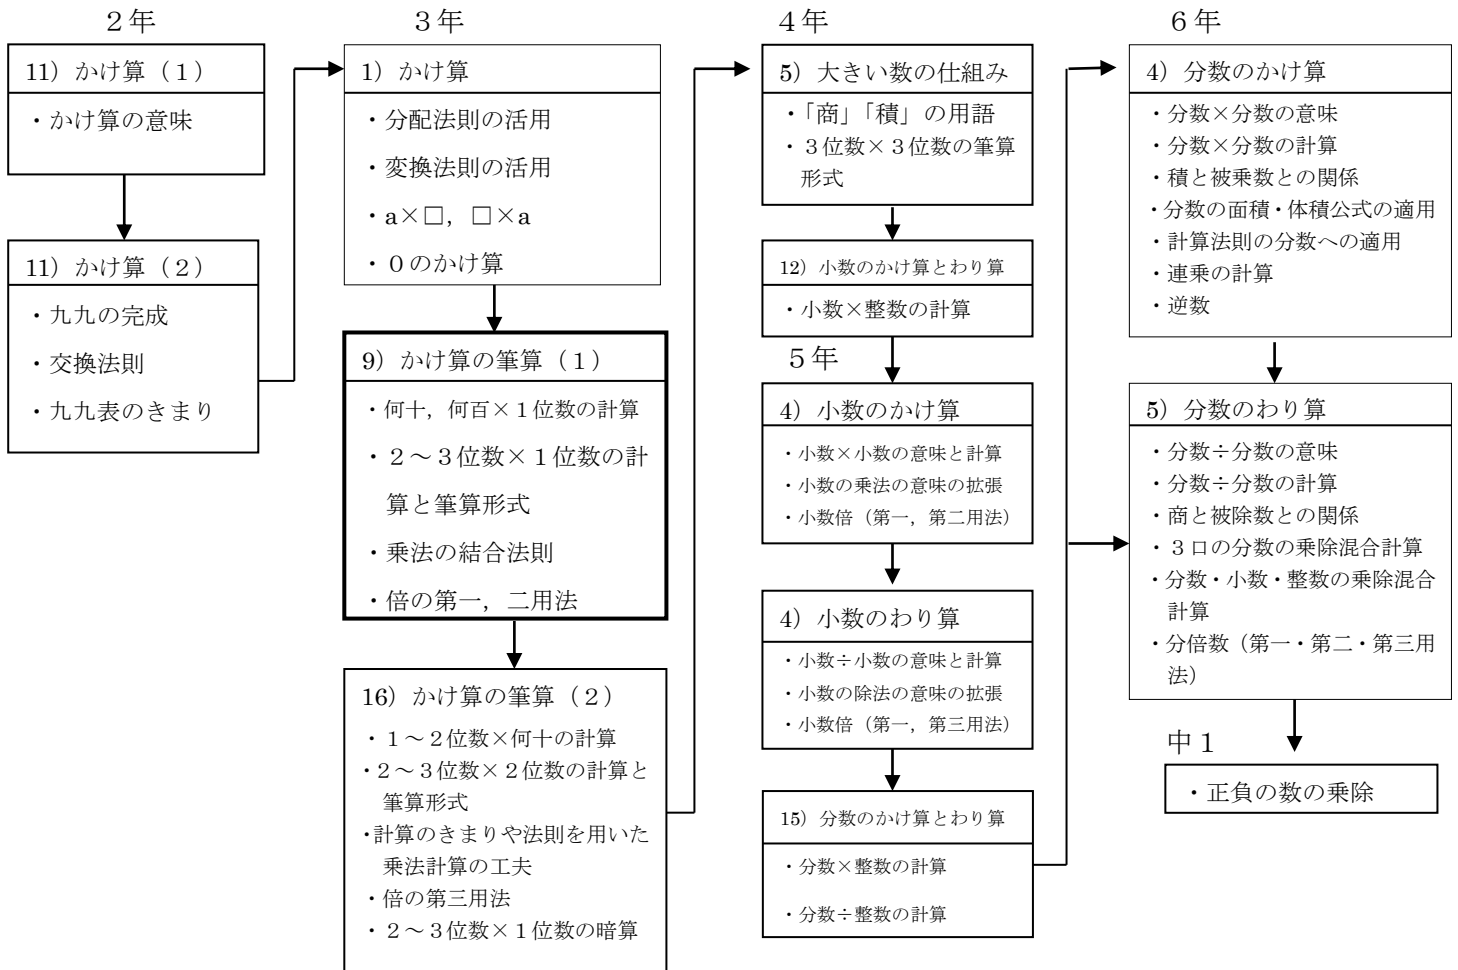 ２年
11）かけ算（１）
・かけ算の意味
11）かけ算（２）
・九九の完成
・交換法則
・九九表のきまり
３年
1）かけ算
・分配法則の活用
・変換法則の活用
・a×□，□×a
・０のかけ算
9）かけ算の筆算（１）
・何十，何百×１位数の計算
・２～３位数×１位数の計
算と筆算形式
・乗法の結合法則
・倍の第一，二用法
16）かけ算の筆算（２）
・１～２位数×何十の計算
・２～３位数×２位数の計算と
筆算形式
・計算のきまりや法則を用いた
乗法計算の工夫
・倍の第三用法
・２～３位数×１位数の暗算
４年
5）大きい数の仕組み
・「商」「積」の用語
・３位数×３位数の筆算
形式
12）小数のかけ算とわり算
・小数×整数の計算
５年
4）小数のかけ算
・小数×小数の意味と計算
・小数の乗法の意味の拡張
・小数倍（第一，第二用法）
4）小数のわり算
・小数÷小数の意味と計算
・小数の除法の意味の拡張
・小数倍（第一，第三用法）
15）分数のかけ算とわり算
・分数×整数の計算
・分数÷整数の計算
６年
4）分数のかけ算
・分数×分数の意味
・分数×分数の計算
・積と被乗数との関係
・分数の面積・体積公式の適用
・計算法則の分数への適用
・連乗の計算
・逆数
5）分数のわり算
・分数÷分数の意味
・分数÷分数の計算
・商と被除数との関係
・３口の分数の乗除混合計算
・分数・小数・整数の乗除混合
計算
・分倍数（第一・第二・第三用
法）
中１
・正負の数の乗除